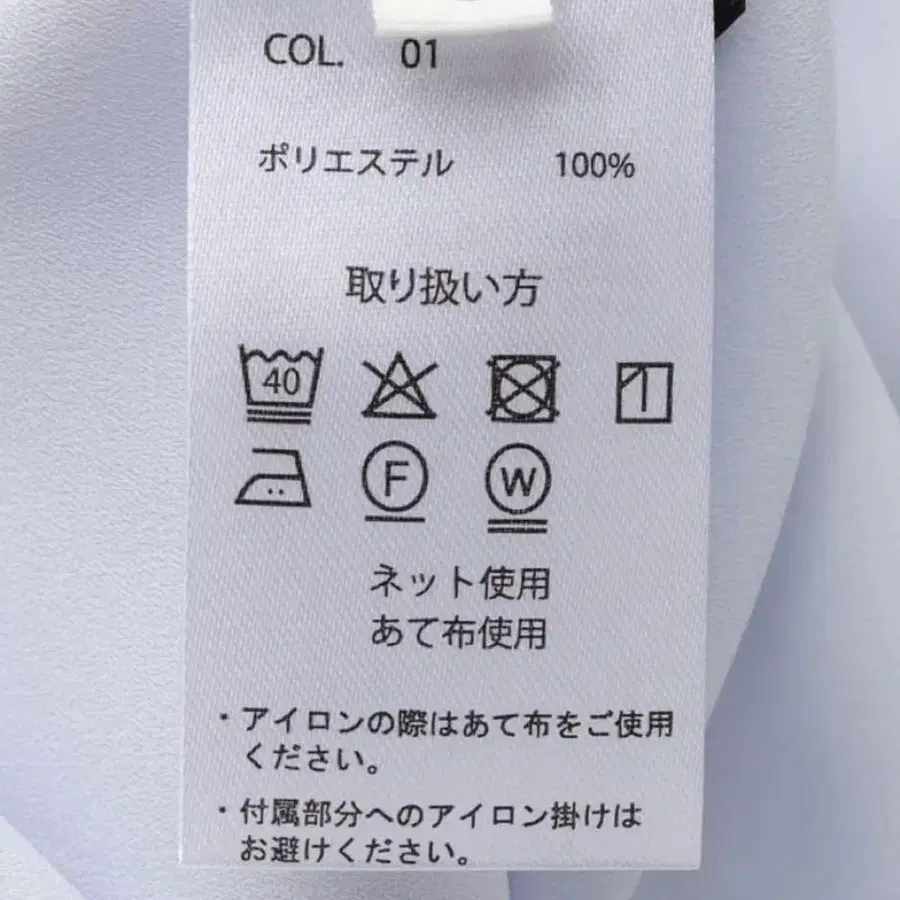 COL. 01
ポリエステル 100%
取り扱い方
40
F W
ネット使用
あて布使用
・アイロンの際はあて布をご使用
ください。
・付属部分へのアイロン掛けは
お避けください。